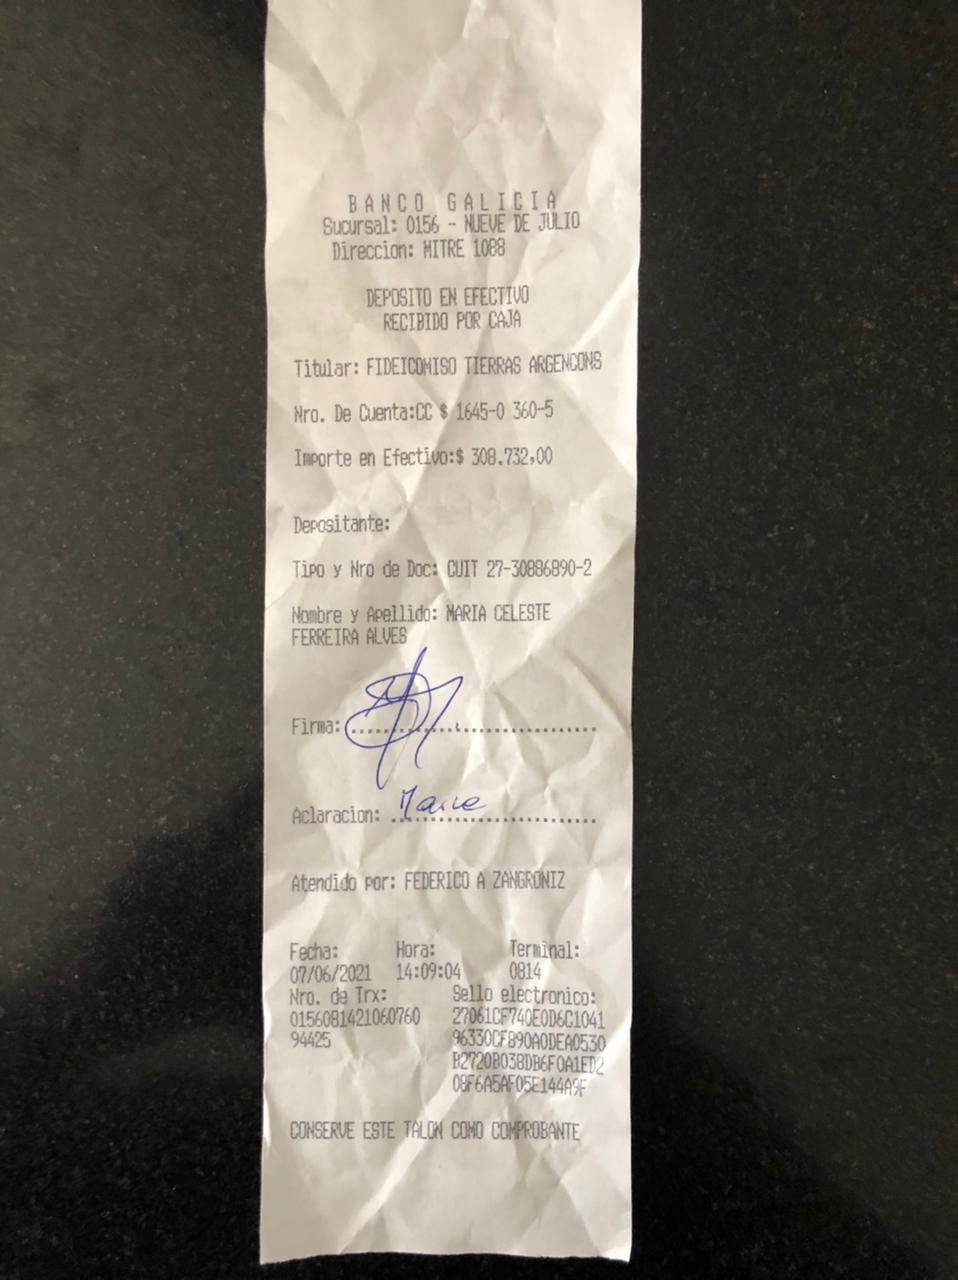 BANCO GALICIA
Sucursal: 0156 - NUEVE DE JULIO
Direccion: MITRE 1088
DEPOSITO EN EFECTIVO
RECIBIDO POR CAJA
Titular: FIDEICOMISO TIERRAS ARGENCONS
Nro. De Cuenta:CC $ 1645-0 360-5
Importe en Efectivo:$ 308.732,00
Depositante:
Tipo y Nro de Doc: CUIT 27-30886890-2
Nombre y Apellido: MARIA CELESTE
FERREIRA ALVES
Firma:
Aclaracion: Maria
Atendido por: FEDERICO A ZANGRONIZ
Fecha: Hora: Terminal:
07/06/2021 14:09:04 0814
Nro. de Trx: Sello electronico:
0156081421060760 27061CF740E0D6C1041
94425 96330CF890A0DEA0530
B2720B038DB6F0A1ED2
08F6A5AF05E144A9F
CONSERVE ESTE TALON COMO COMPROBANTE